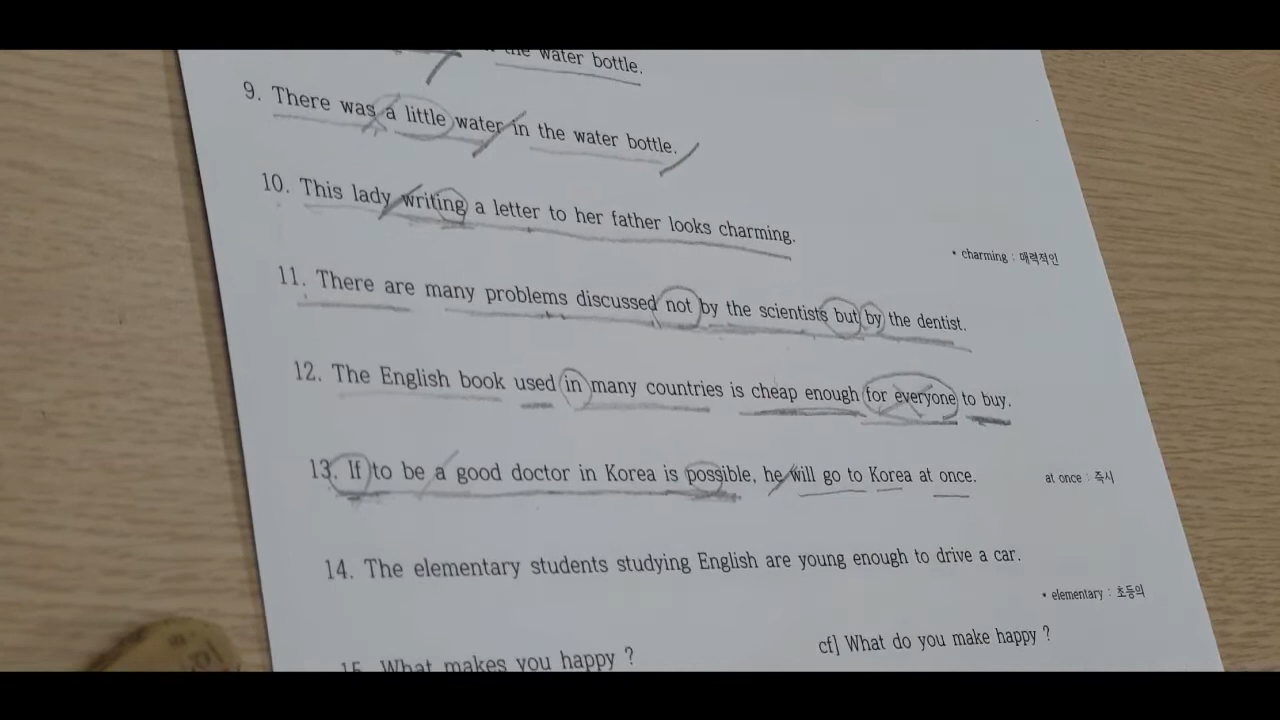 the water bottle.
9. There was a little water in the water bottle.
10. This lady writing a letter to her father looks charming.
• charming : 매력적인
11. There are many problems discussed not by the scientists but by the dentist.
12. The English book used in many countries is cheap enough for everyone to buy.
13. If to be a good doctor in Korea is possible, he will go to Korea at once.
at once : 즉시
14. The elementary students studying English are young enough to drive a car.
• elementary : 초등의
15. What makes you happy ?
cf] What do you make happy ?